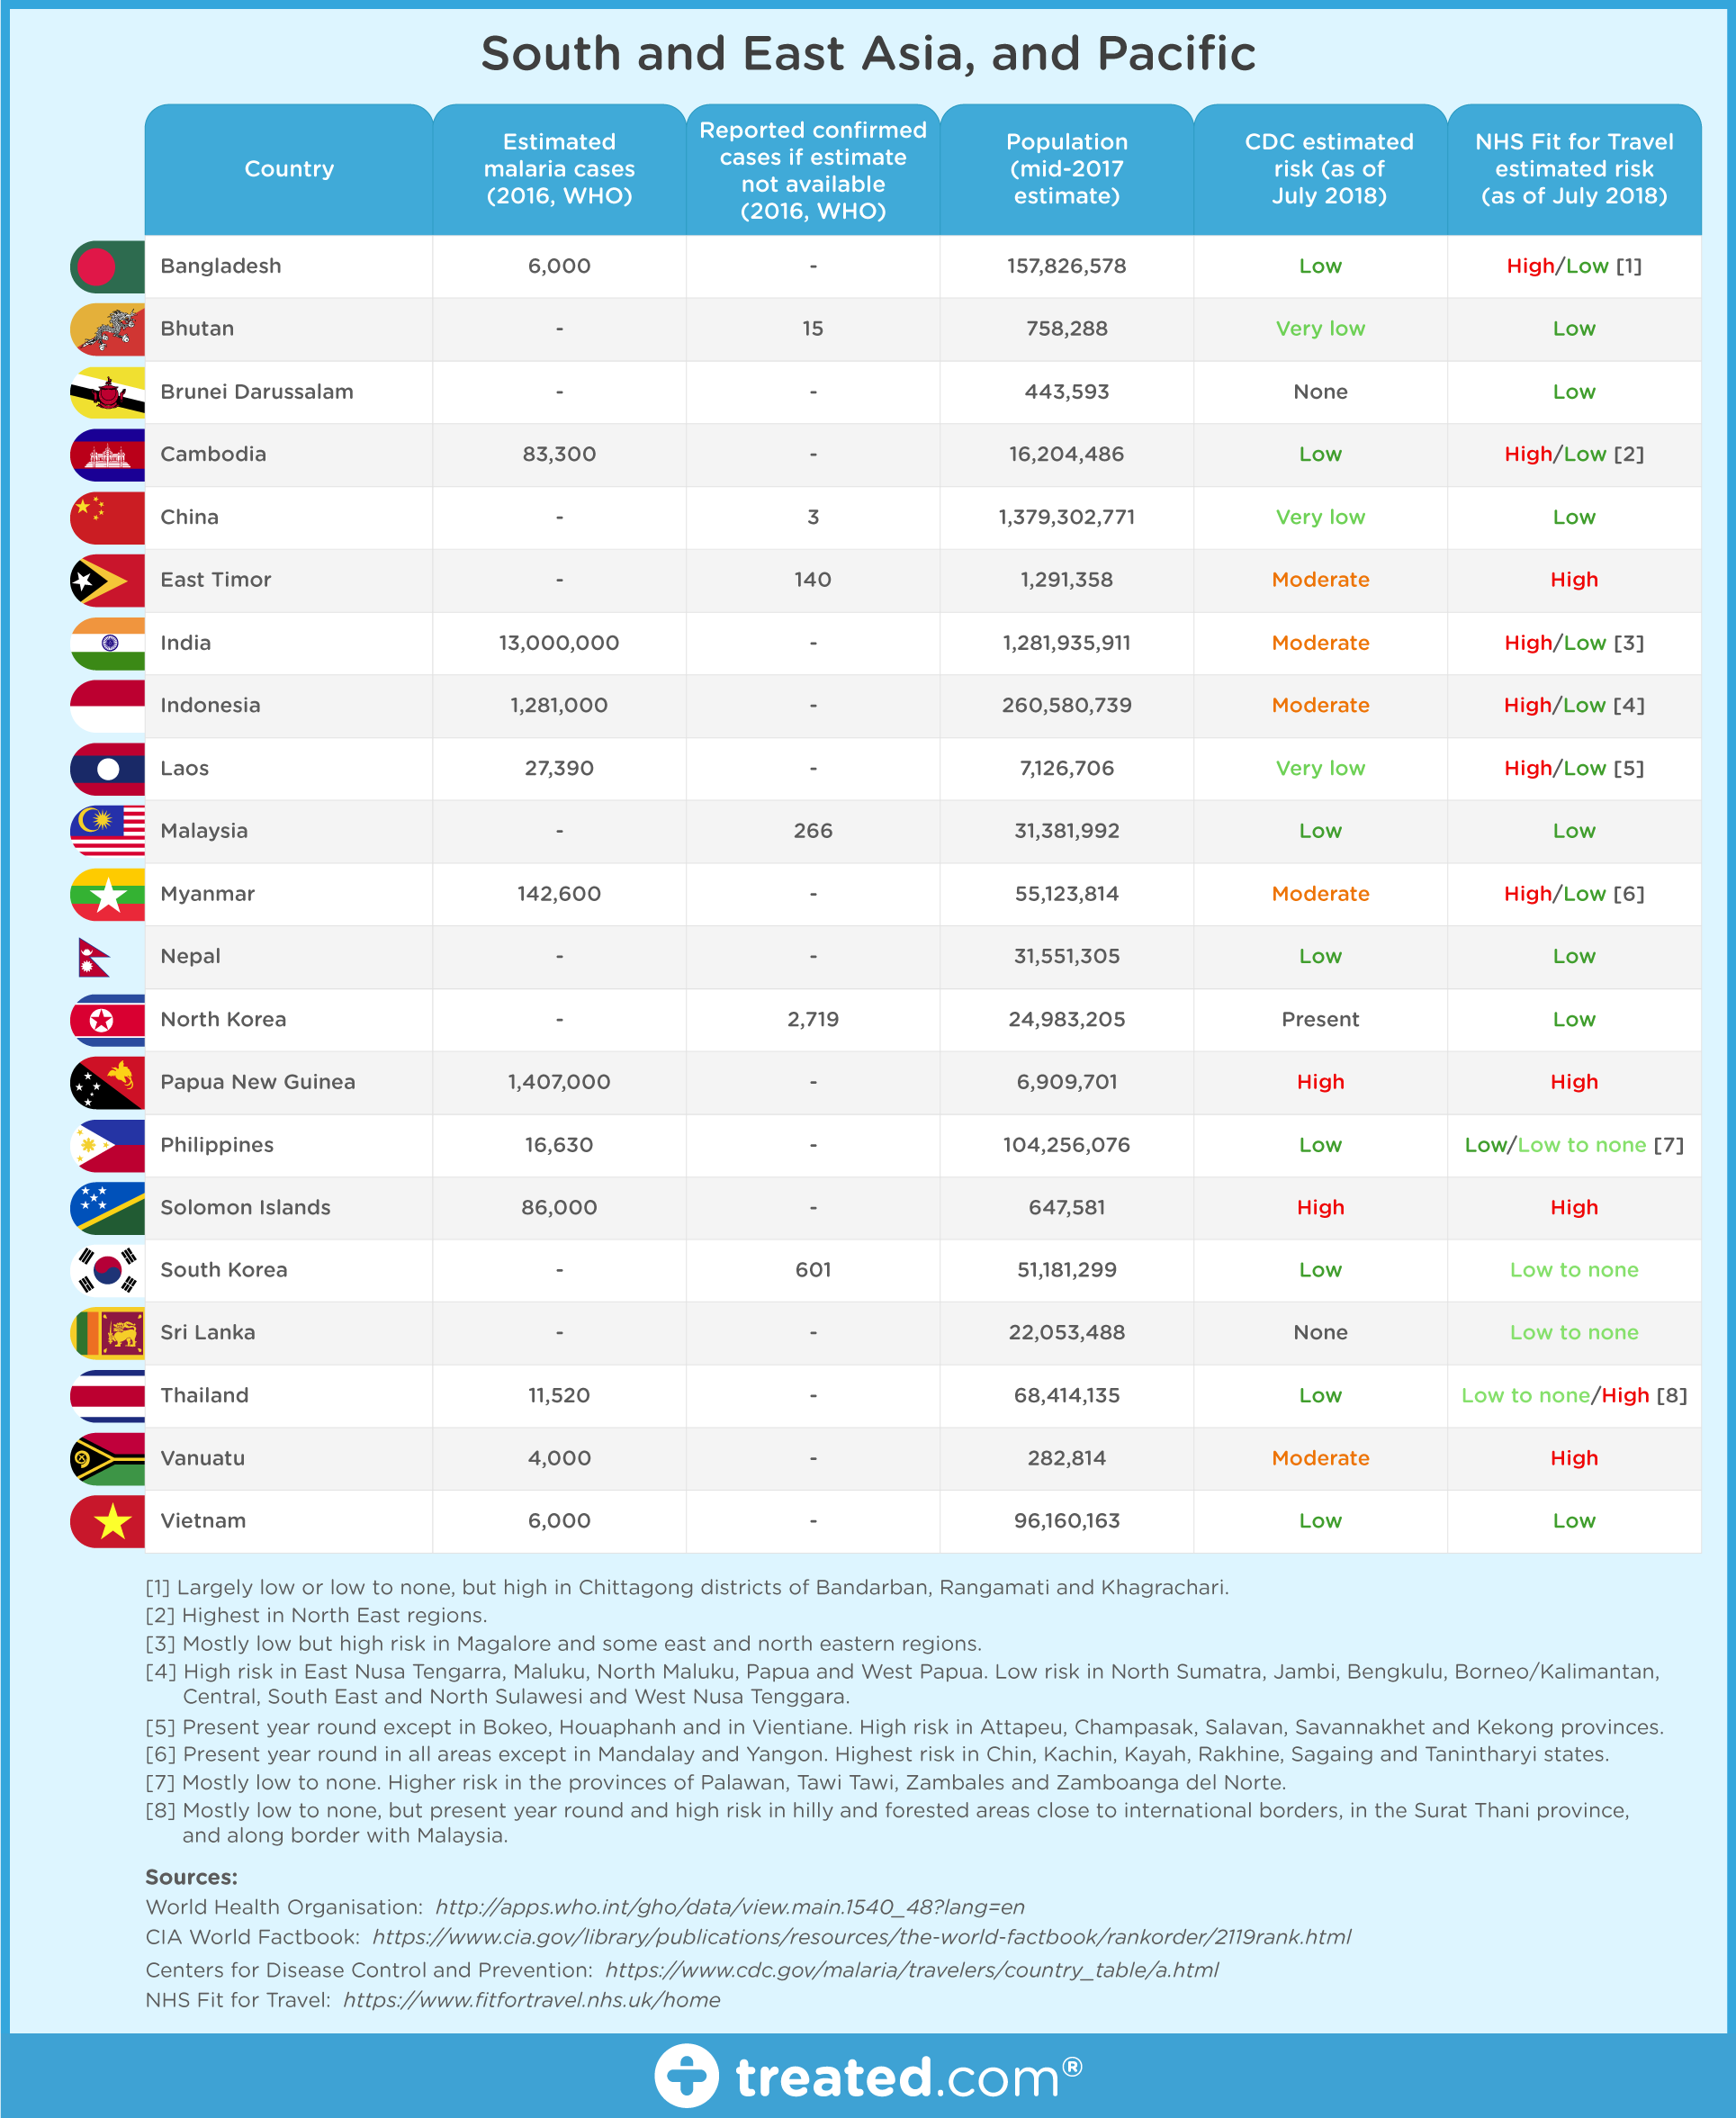 South and East Asia, and Pacific
Country
Estimated
malaria cases
(2016, WHO)
Reported confirmed
cases if estimate
not available
(2016, WHO)
Population
(mid-2017
estimate)
CDC estimated
risk (as of
July 2018)
NHS Fit for Travel
estimated risk
(as of July 2018)
Bangladesh 6,000 - 157,826,578 Low High/Low [1]
Bhutan - 15 758,288 Very low Low
Brunei Darussalam - - 443,593 None Low
Cambodia 83,300 - 16,204,486 Low High/Low [2]
China - 3 1,379,302,771 Very low Low
East Timor - 140 1,291,358 Moderate High
India 13,000,000 - 1,281,935,911 Moderate High/Low [3]
Indonesia 1,281,000 - 260,580,739 Moderate High/Low [4]
Laos 27,390 - 7,126,706 Very low High/Low [5]
Malaysia - 266 31,381,992 Low Low
Myanmar 142,600 - 55,123,814 Moderate High/Low [6]
Nepal - - 31,551,305 Low Low
North Korea - 2,719 24,983,205 Present Low
Papua New Guinea 1,407,000 - 6,909,701 High High
Philippines 16,630 - 104,256,076 Low Low/Low to none [7]
Solomon Islands 86,000 - 647,581 High High
South Korea - 601 51,181,299 Low Low to none
Sri Lanka - - 22,053,488 None Low to none
Thailand 11,520 - 68,414,135 Low Low to none/High [8]
Vanuatu 4,000 - 282,814 Moderate High
Vietnam 6,000 - 96,160,163 Low Low
[1] Largely low or low to none, but high in Chittagong districts of Bandarban, Rangamati and Khagrachari.
[2] Highest in North East regions.
[3] Mostly low but high risk in Magalore and some east and north eastern regions.
[4] High risk in East Nusa Tengarra, Maluku, North Maluku, Papua and West Papua. Low risk in North Sumatra, Jambi, Bengkulu, Borneo/Kalimantan,
Central, South East and North Sulawesi and West Nusa Tenggara.
[5] Present year round except in Bokeo, Houaphanh and in Vientiane. High risk in Attapeu, Champasak, Salavan, Savannakhet and Kekong provinces.
[6] Present year round in all areas except in Mandalay and Yangon. Highest risk in Chin, Kachin, Kayah, Rakhine, Sagaing and Tanintharyi states.
[7] Mostly low to none. Higher risk in the provinces of Palawan, Tawi Tawi, Zambales and Zamboanga del Norte.
[8] Mostly low to none, but present year round and high risk in hilly and forested areas close to international borders, in the Surat Thani province,
and along border with Malaysia.
Sources:
World Health Organisation: http://apps.who.int/gho/data/view.main.1540_48?lang=en
CIA World Factbook: https://www.cia.gov/library/publications/resources/the-world-factbook/rankorder/2119rank.html
Centers for Disease Control and Prevention: https://www.cdc.gov/malaria/travelers/country_table/a.html
NHS Fit for Travel: https://www.fitfortravel.nhs.uk/home
treated.com®